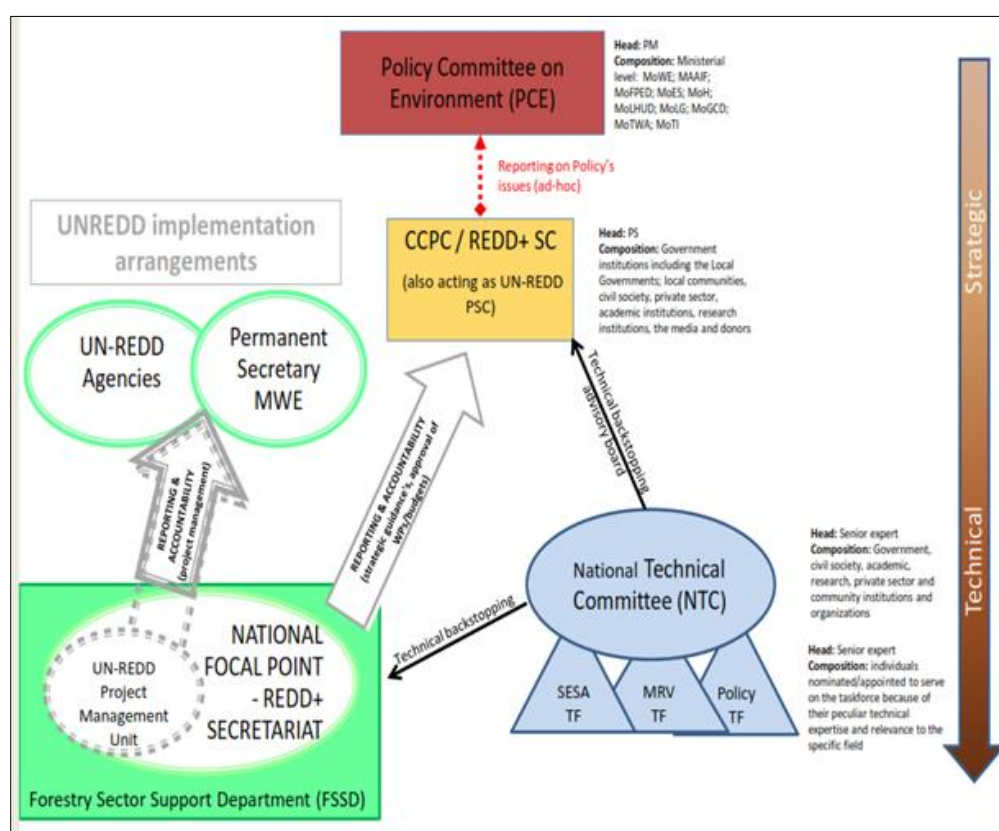 Policy Committee on
Environment (PCE)
Head: PM
Composition: Ministerial
level: MoWE; MAAIF;
MoFPED; MoES; MoH;
MoLHUD; MoLG; MoGCD;
MoTWA; MoTI
Reporting on Policy's
issues (ad-hoc)
UNREDD implementation
arrangements
CCPC / REDD+ SC
(also acting as UN-REDD
PSC)
Head: PS
Composition: Government
institutions including the Local
Governments; local communities,
civil society, private sector,
academic institutions, research
institutions, the media and donors
Strategic
UN-REDD
Agencies
Permanent
Secretary
MWE
Technical backstopping
advisory board
REPORTING &
ACCOUNTABILITY
(project management)
REPORTING & ACCOUNTABILITY
(strategic guidance's, approval of
WPs/budgets)
National Technical
Committee (NTC)
Head: Senior expert
Composition: Government,
civil society, academic,
research, private sector and
community institutions and
organizations
Technical
Technical backstopping
NATIONAL
FOCAL POINT
- REDD+
SECRETARIAT
UN-REDD
Project
Management
Unit
SESA
TF
MRV
TF
Policy
TF
Head: Senior expert
Composition: individuals
nominated/appointed to serve
on the taskforce because of
their peculiar technical
expertise and relevance to the
specific field
Forestry Sector Support Department (FSSD)